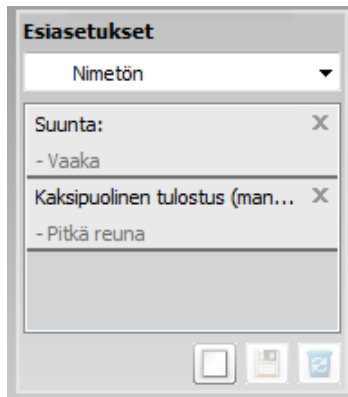 Esiasetukset
Nimetön
Suunta:
- Vaaka
Kaksipuolinen tulostus (man...
- Pitkä reuna